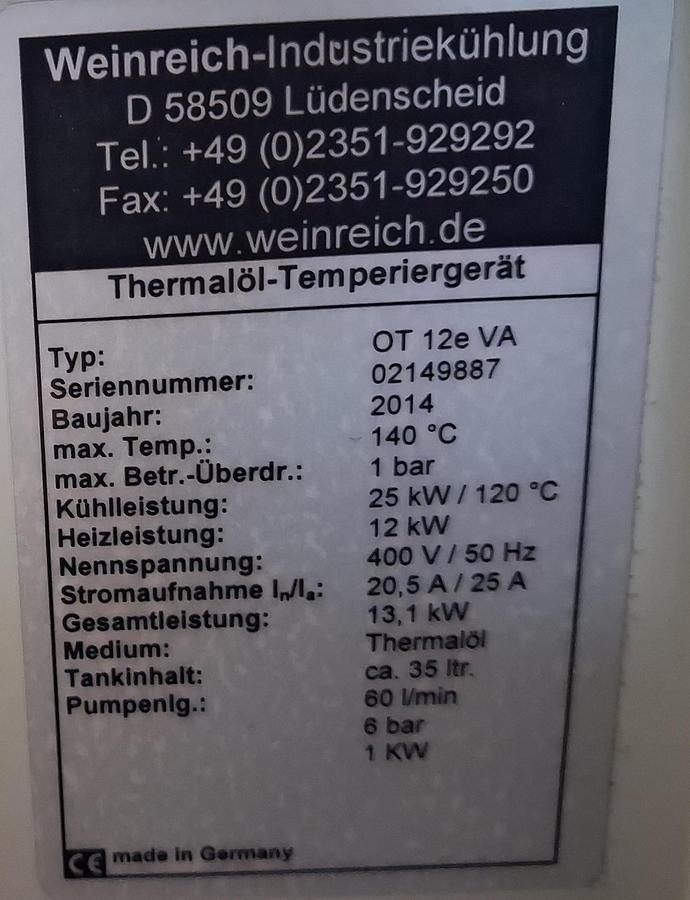 Weinreich-Industriekühlung
D 58509 Lüdenscheid
Tel.: +49 (0)2351-929292
Fax: +49 (0)2351-929250
www.weinreich.de
Thermalöl-Temperiergerät
Typ: OT 12e VA
Seriennummer: 02149887
Baujahr: 2014
max. Temp.: 140 °C
max. Betr.-Überdr.: 1 bar
Kühlleistung: 25 kW / 120 °C
Heizleistung: 12 kW
Nennspannung: 400 V / 50 Hz
Stromaufnahme Iₙ/Iₐ: 20,5 A / 25 A
Gesamtleistung: 13,1 kW
Medium: Thermalöl
Tankinhalt: ca. 35 ltr.
Pumpenlg.: 60 l/min
6 bar
1 KW
CE made in Germany